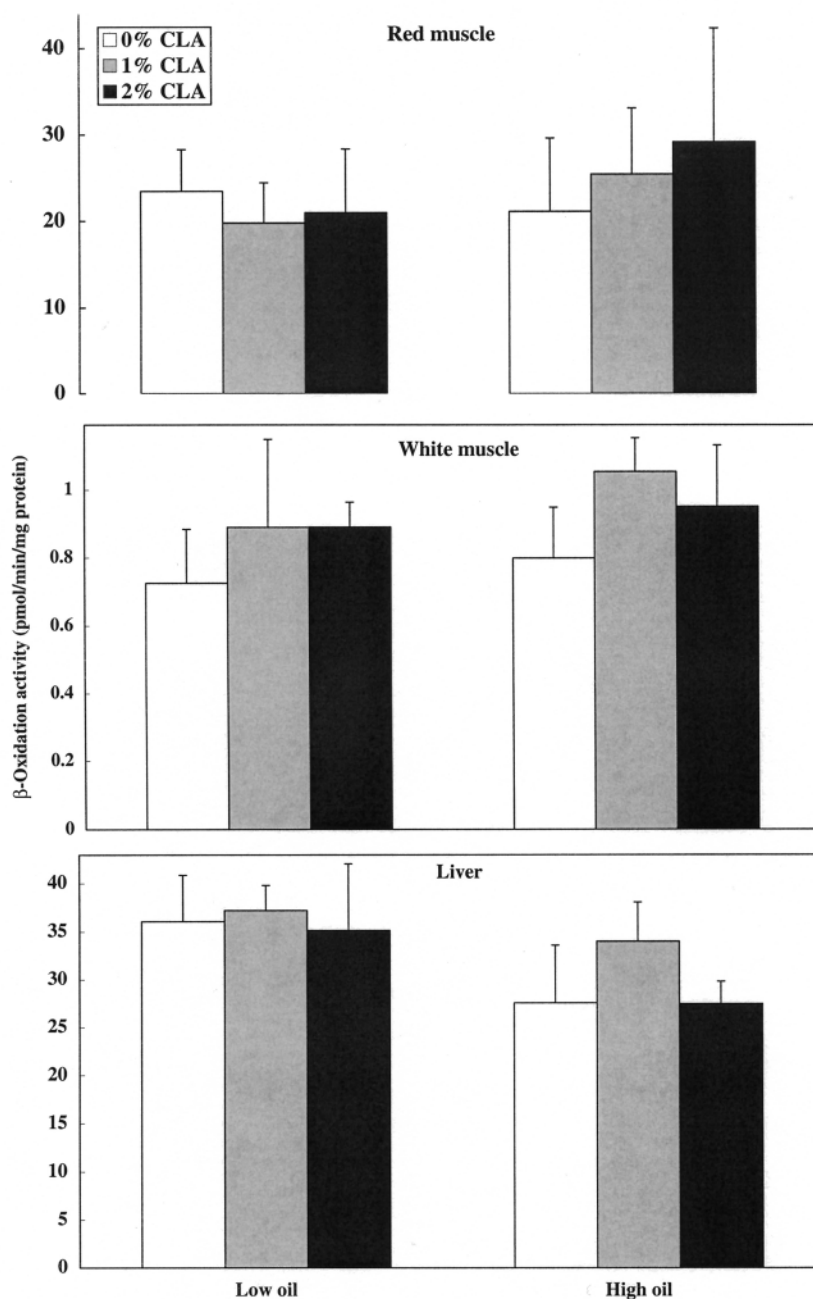 Red muscle
0% CLA
1% CLA
2% CLA
40
30
20
10
0
White muscle
1
0.8
0.6
0.4
0.2
0
β-Oxidation activity (pmol/min/mg protein)
Liver
40
35
30
25
20
15
10
5
0
Low oil
High oil